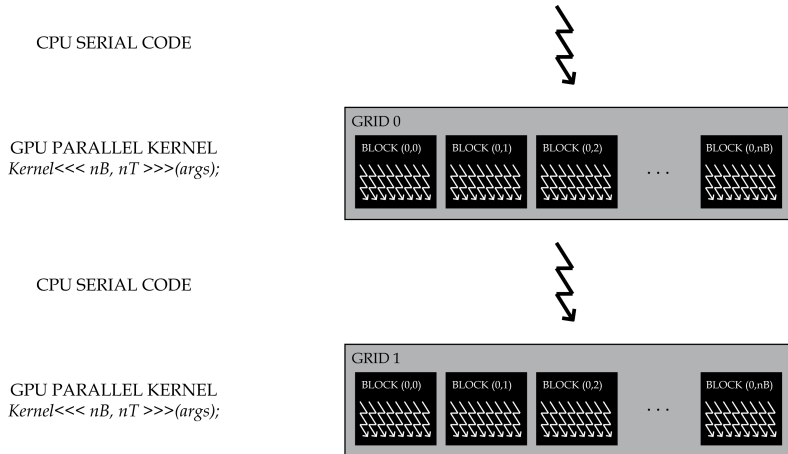 CPU SERIAL CODE
GRID 0
GPU PARALLEL KERNEL
Kernel<<< nB, nT >>>(args);
BLOCK (0,0)
BLOCK (0,1)
BLOCK (0,2)
. . .
BLOCK (0,nB)
CPU SERIAL CODE
GRID 1
GPU PARALLEL KERNEL
Kernel<<< nB, nT >>>(args);
BLOCK (0,0)
BLOCK (0,1)
BLOCK (0,2)
. . .
BLOCK (0,nB)